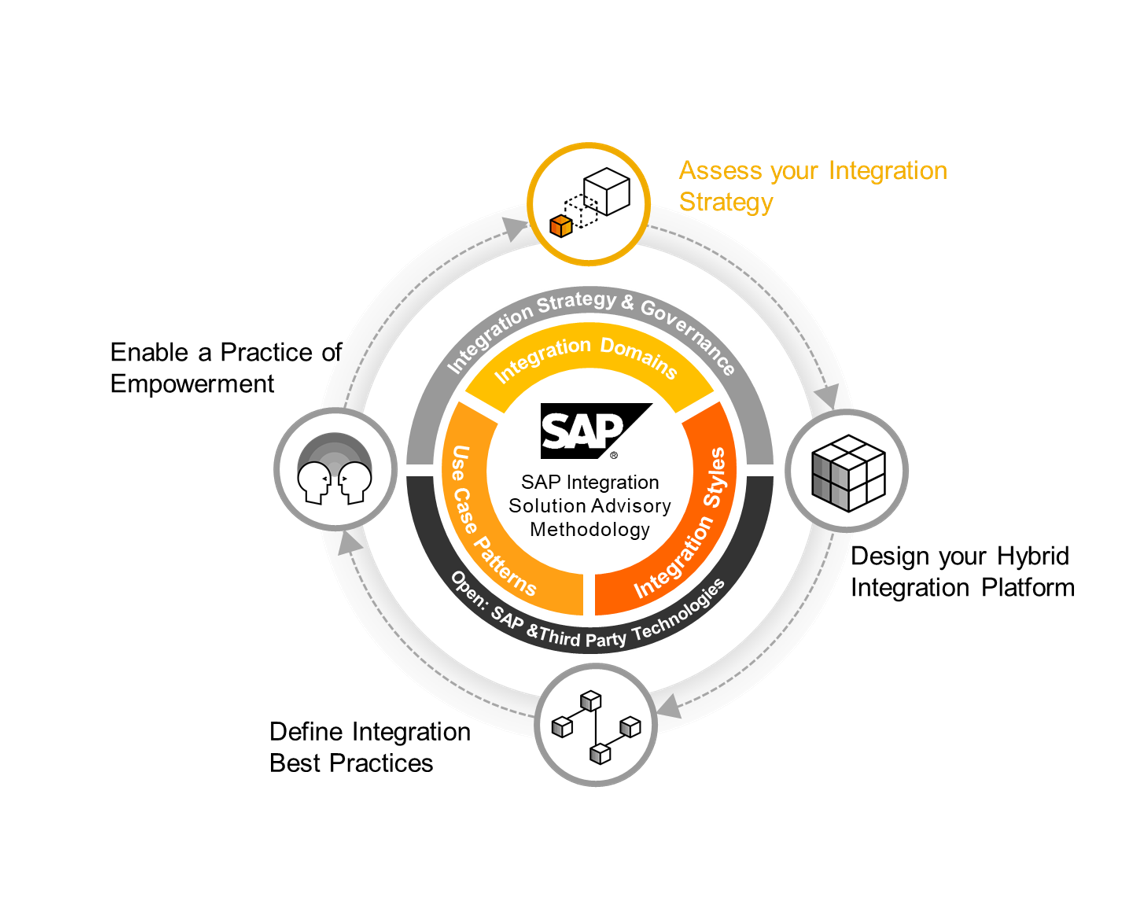 Assess your Integration
Strategy
Integration Strategy & Governance
Integration Domains
Enable a Practice of
Empowerment
SAP
®
SAP Integration
Solution Advisory
Methodology
Use Case Patterns
Integration Styles
Open: SAP &Third Party Technologies
Design your Hybrid
Integration Platform
Define Integration
Best Practices